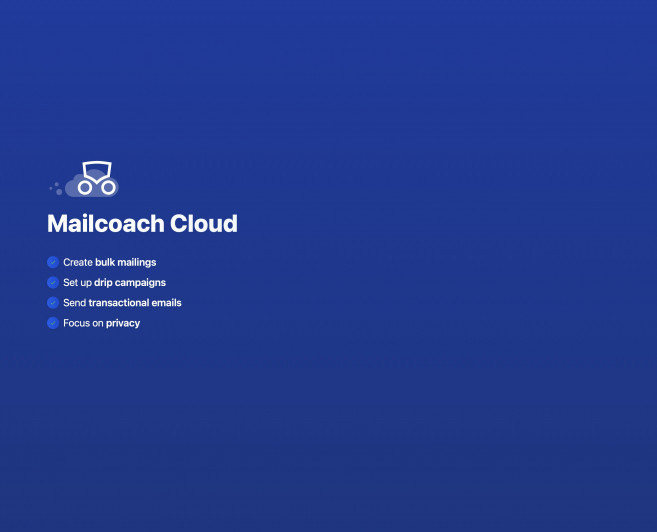 Mailcoach Cloud
Create bulk mailings
Set up drip campaigns
Send transactional emails
Focus on privacy